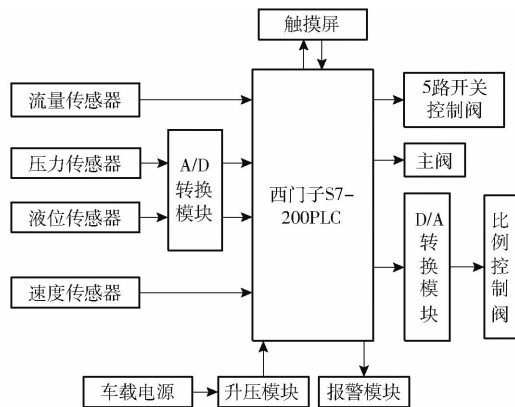 触摸屏
流量传感器
压力传感器
液位传感器
速度传感器
A/D
转换
模块
西门子S7-
200PLC
5路开关
控制阀
主阀
D/A
转
换
模
块
比
例
控
制
阀
车载电源
升压模块
报警模块